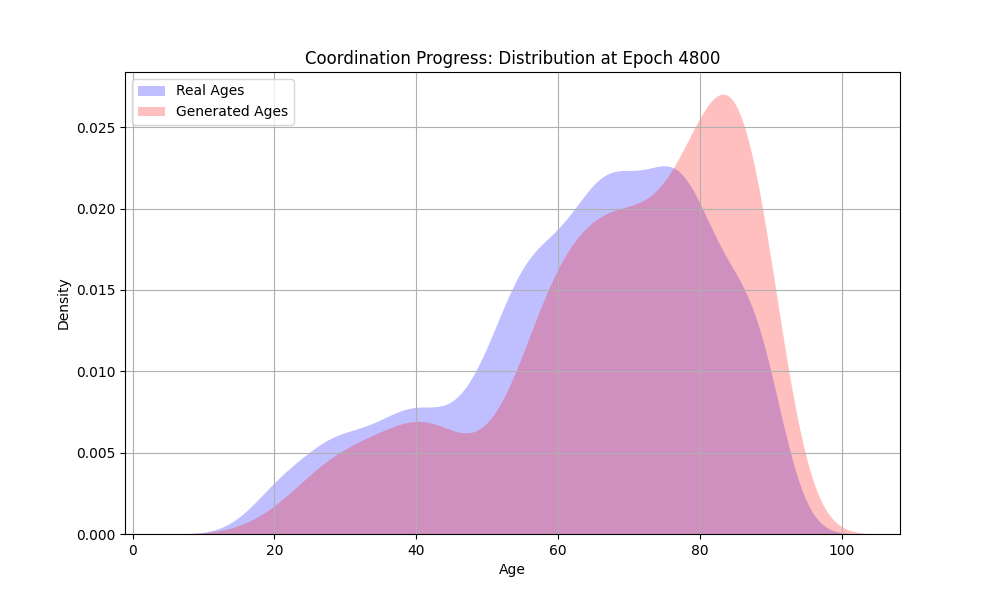 Coordination Progress: Distribution at Epoch 4800
Real Ages
Generated Ages
0.025
0.020
0.015
0.010
0.005
0.000
Density
0 20 40 60 80 100
Age